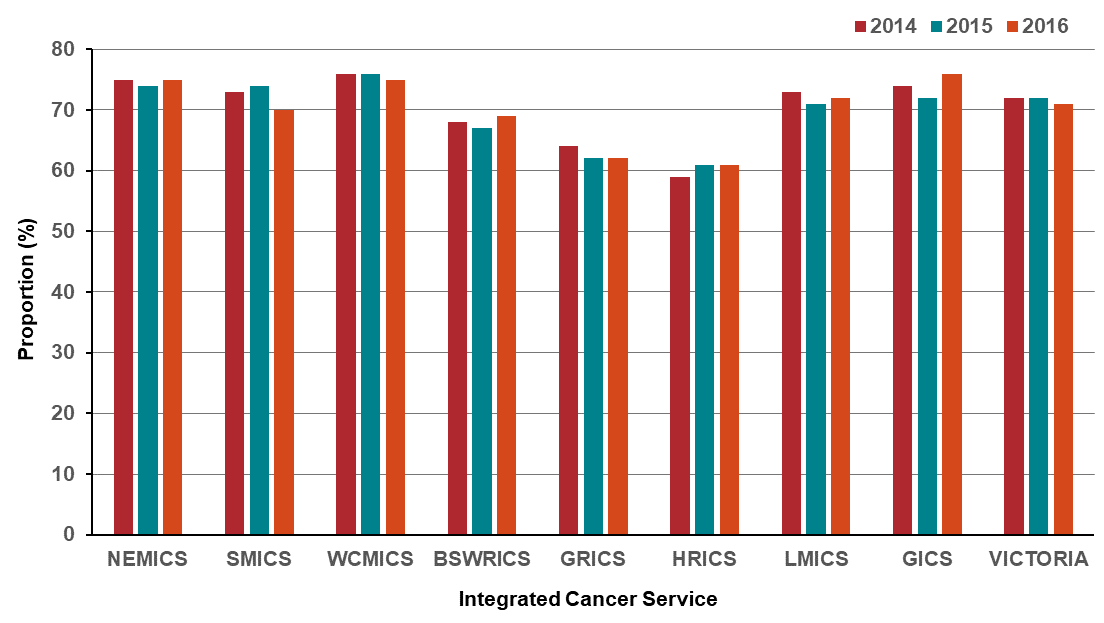 2014 2015 2016
80
70
60
50
40
30
20
10
0
Proportion (%)
NEMICS SMICS WCMICS BSWRICS GRICS HRICS LMICS GICS VICTORIA
Integrated Cancer Service